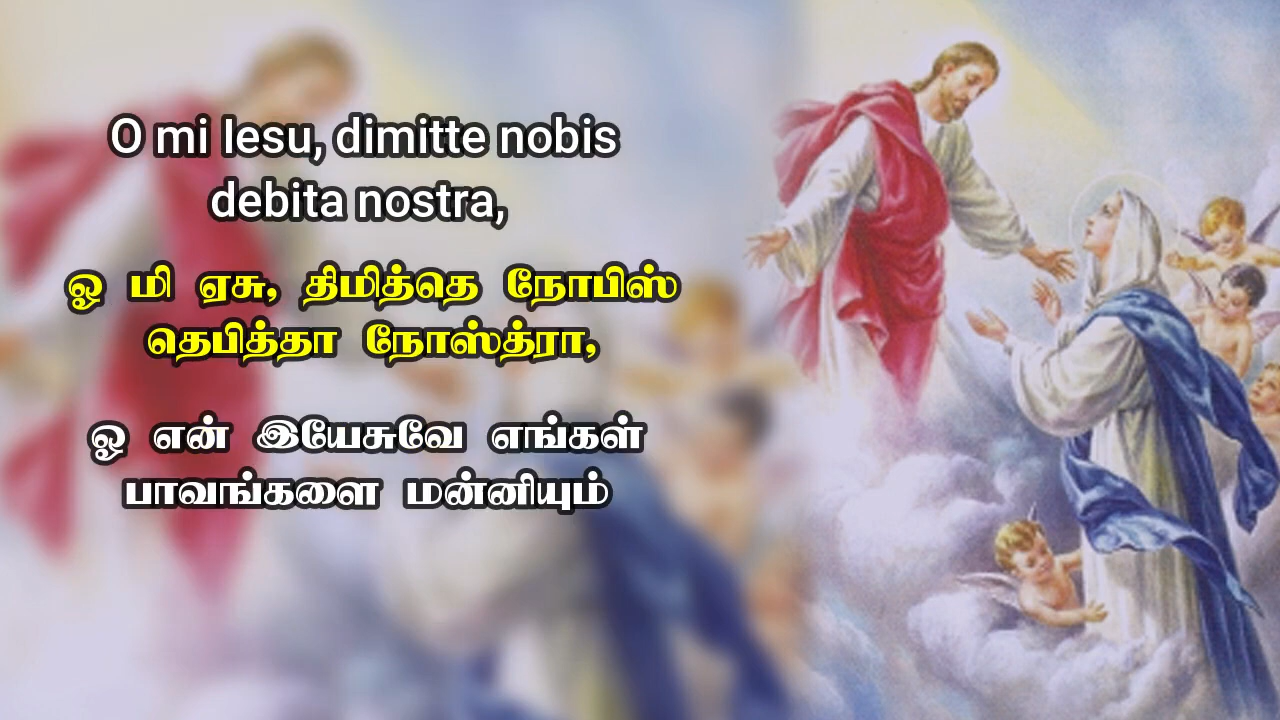 O mi Iesu, dimitte nobis
debita nostra,
ஓ மி ஏசு, திமித்தெ நோபிஸ்
தெபித்தா நோஸ்த்ரா,
ஓ என் இயேசுவே எங்கள்
பாவங்களை மன்னியும்